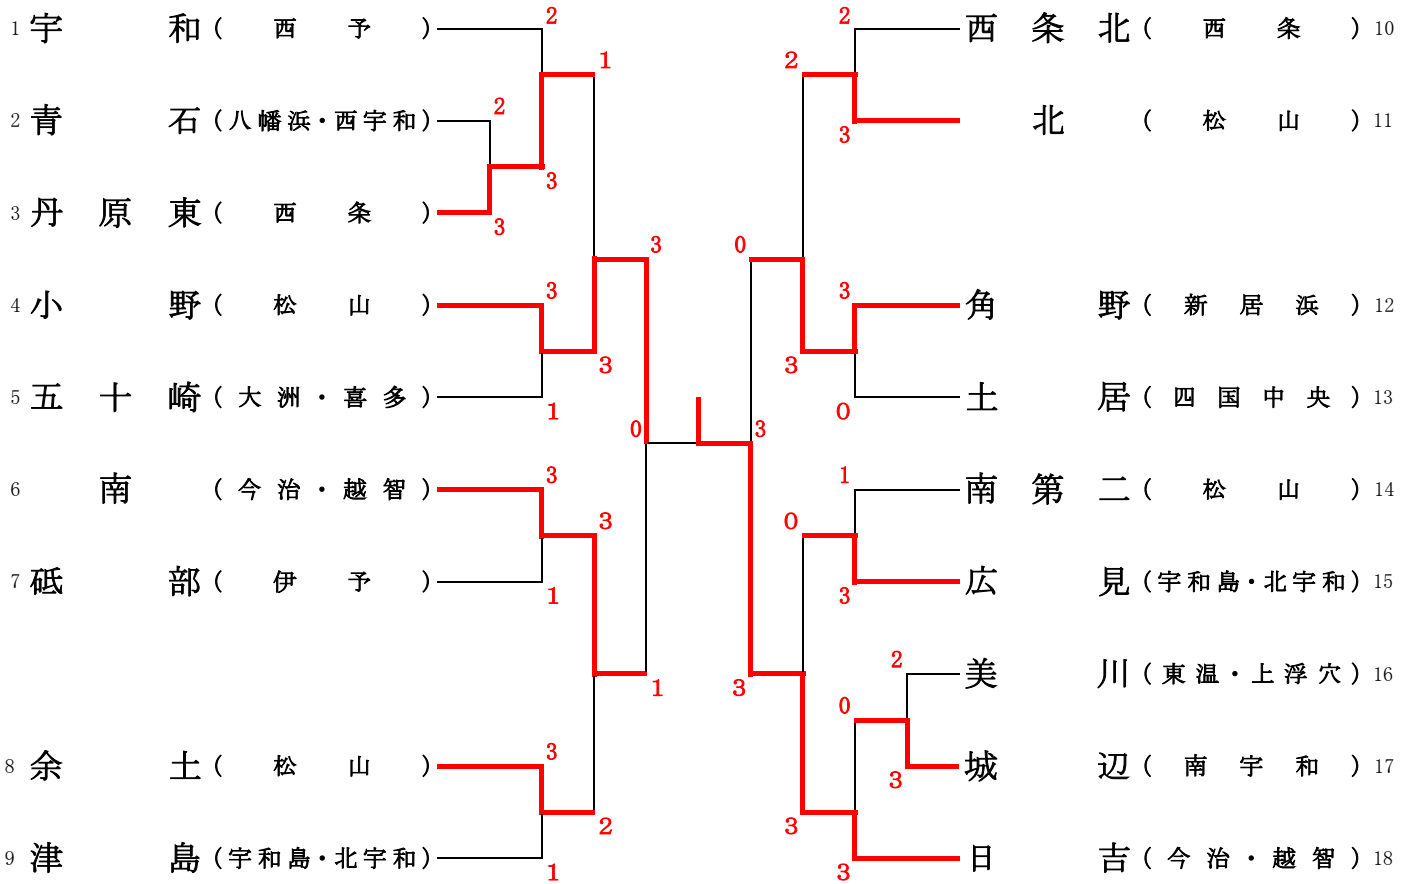 1 宇和(西予)
2 青石(八幡浜・西宇和)
3 丹原東(西条)
4 小野(松山)
5 五十崎(大洲・喜多)
6 南(今治・越智)
7 砥部(伊予)
8 余土(松山)
9 津島(宇和島・北宇和)
2
1
2
3
3
3
3
3
1
0
3
3
1
1
3
2
1
2
2
3
0
3
3
0
3
1
0
3
2
0
3
3
3
3
西条北(西条) 10
北(松山) 11
角野(新居浜) 12
土居(四国中央) 13
南第二(松山) 14
広見(宇和島・北宇和) 15
美川(東温・上浮穴) 16
城辺(南宇和) 17
日吉(今治・越智) 18